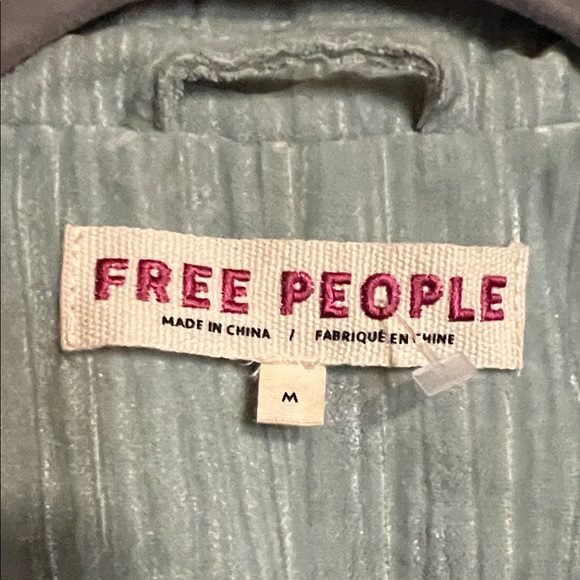 FREE PEOPLE
MADE IN CHINA / FABRIQUÉ EN CHINE
M